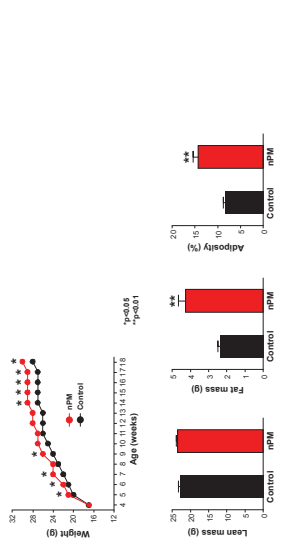 32
28
24
20
16
12
Weight (g)
* * * * * * * *
nPM
Control
4 5 6 7 8 9 10 11 12 13 14 15 16 17 18
Age (weeks)
*p<0.05
**p<0.01
25
20
15
10
5
0
Lean mass (g)
Control nPM
5
4
3
2
1
0
Fat mass (g)
**
Control nPM
20
15
10
5
0
Adiposity (%)
**
Control nPM